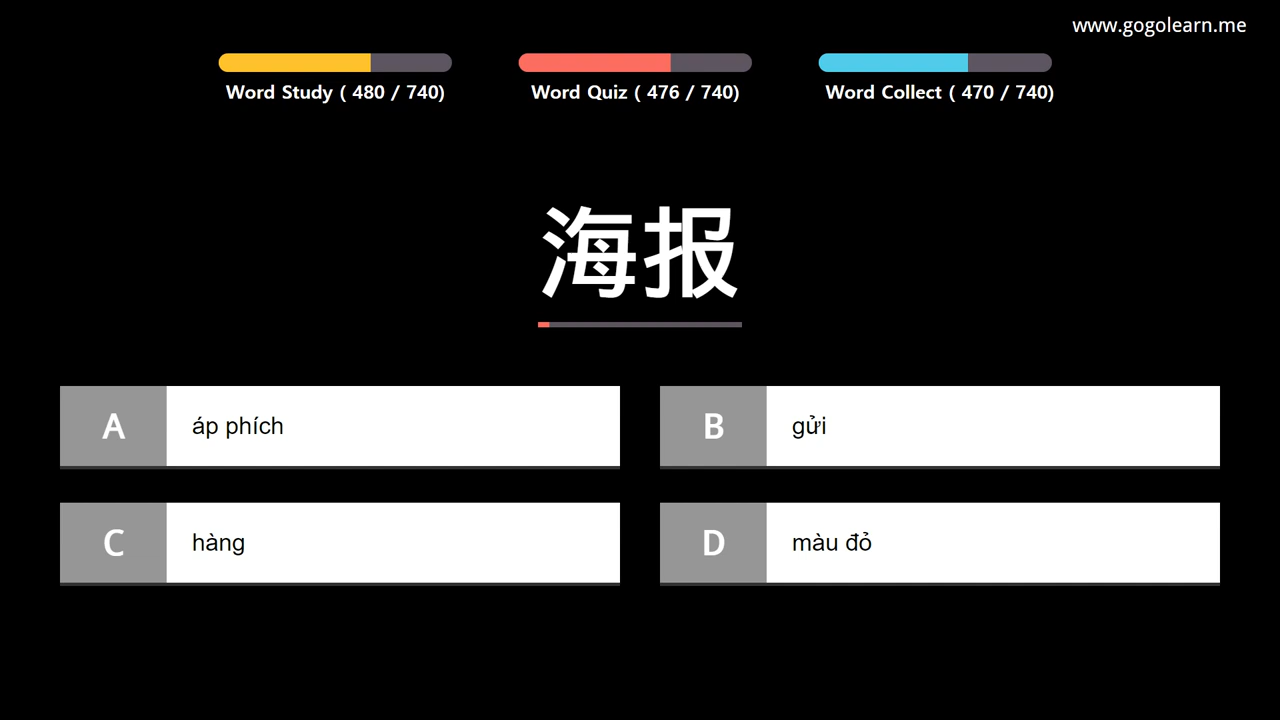 www.gogolearn.me
Word Study ( 480 / 740)
Word Quiz ( 476 / 740)
Word Collect ( 470 / 740)
海报
A áp phích
B gửi
C hàng
D màu đỏ